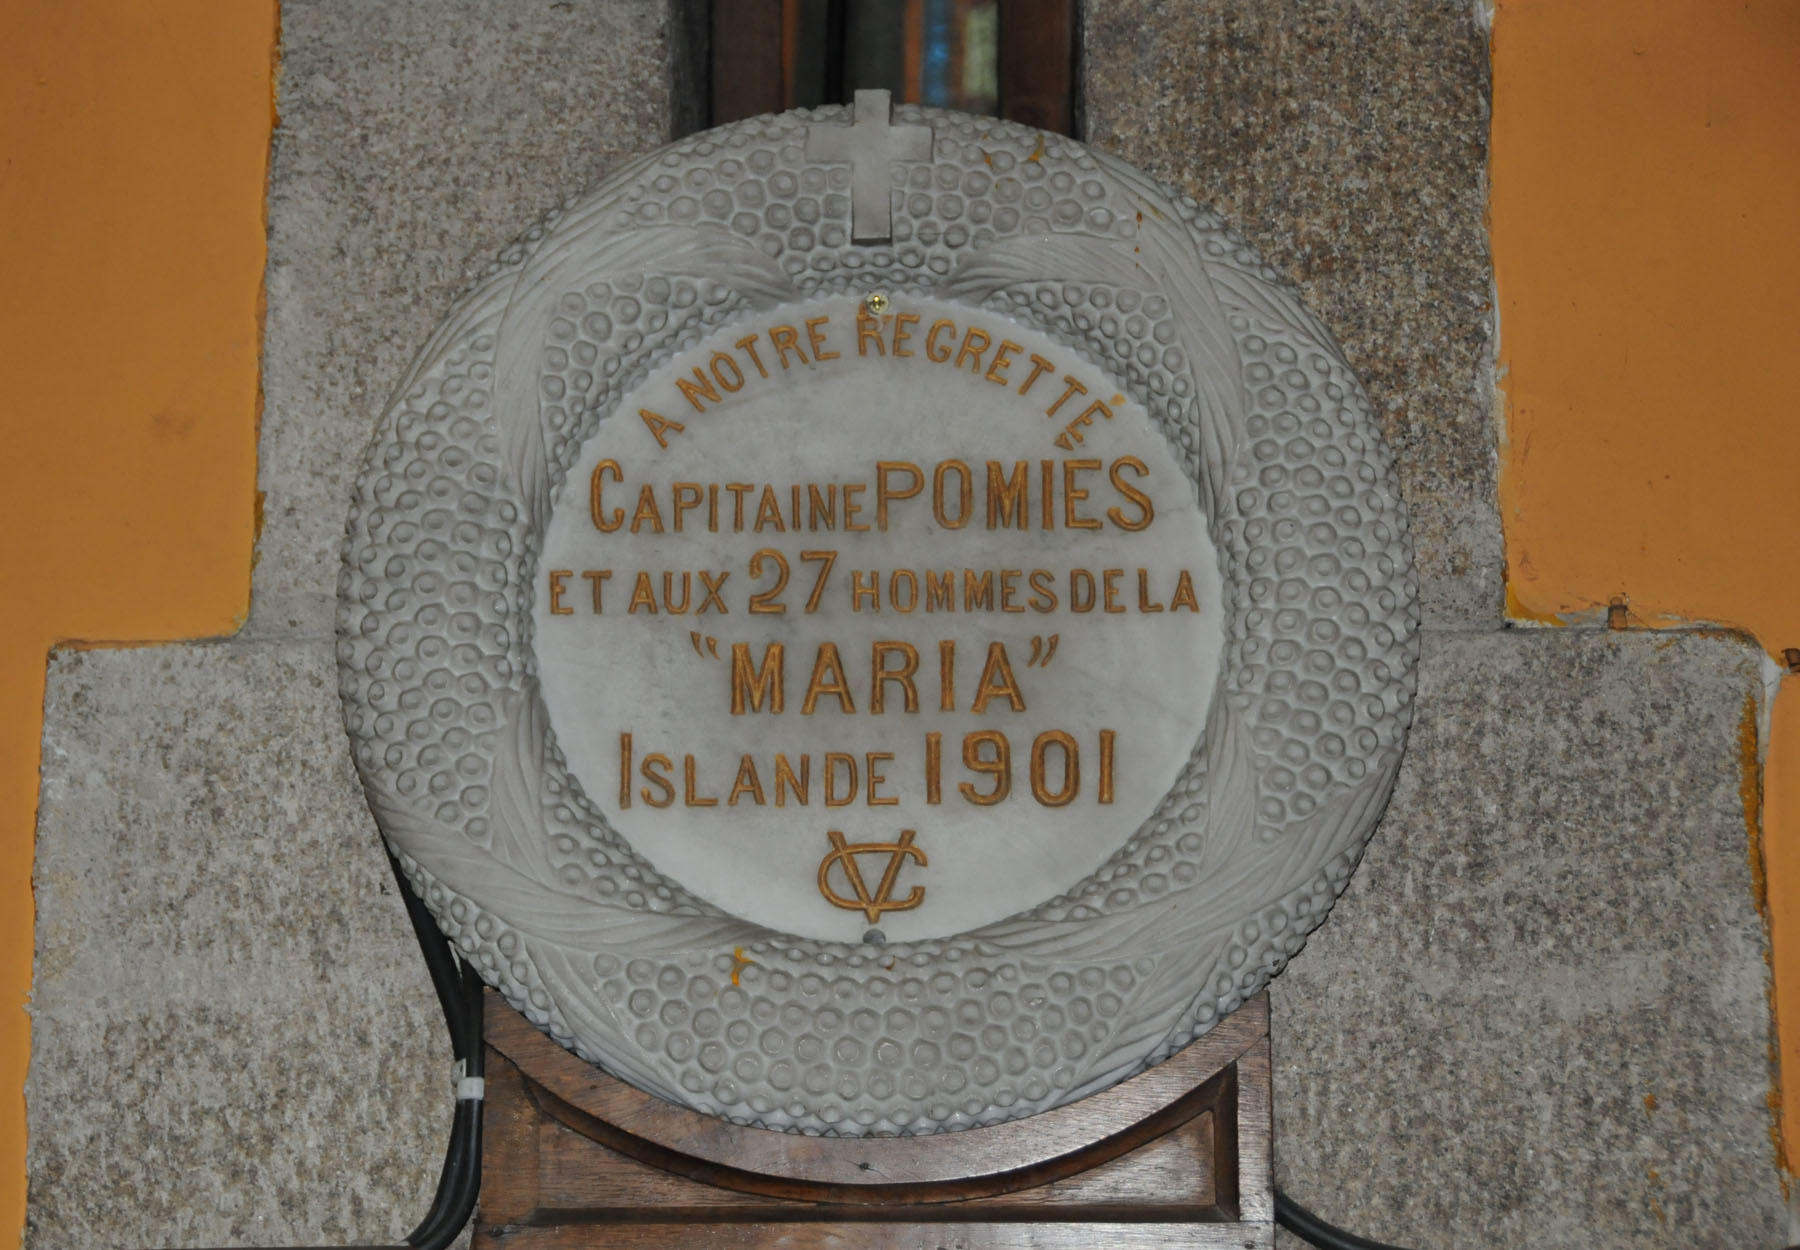 A NOTRE REGRETTÉ
CAPITAINE POMIÈS
ET AUX 27 HOMMES DE LA
"MARIA"
ISLANDE 1901
VC